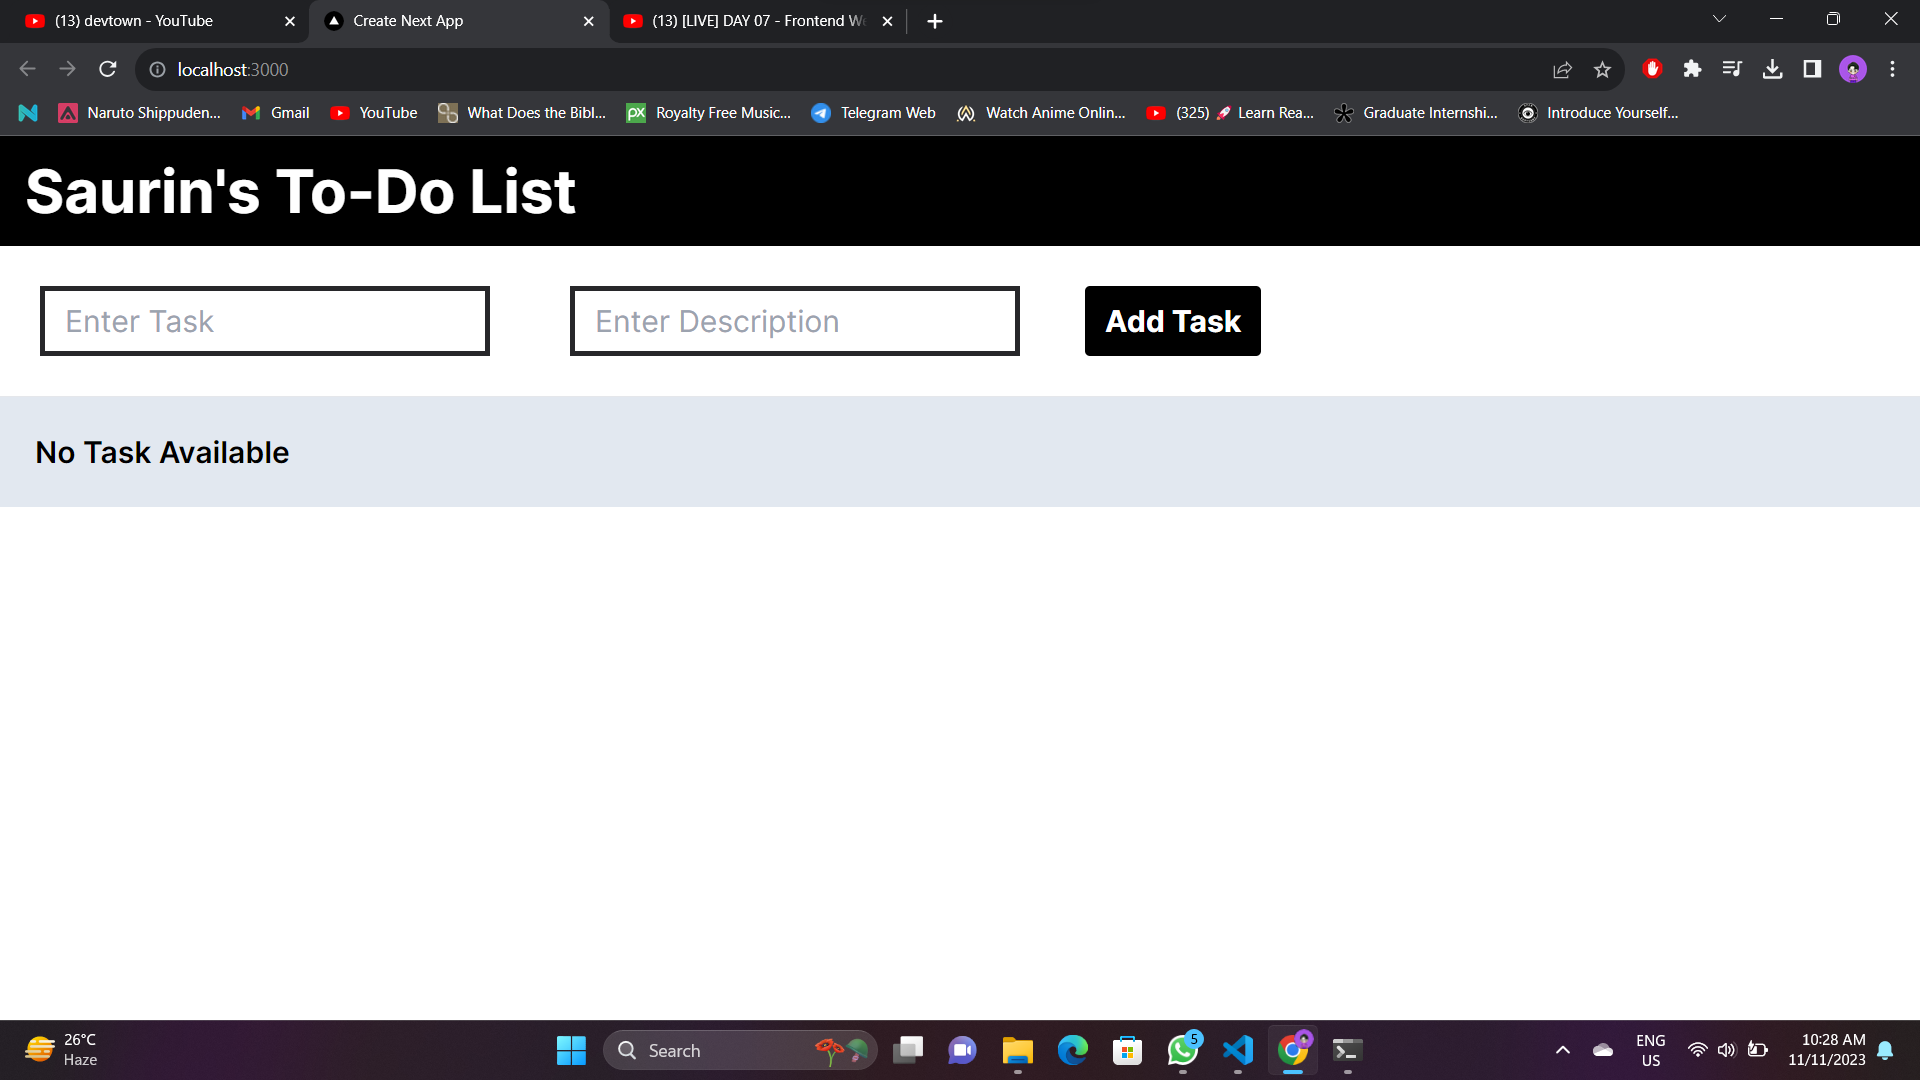 (13) devtown - YouTube
Create Next App
(13) [LIVE] DAY 07 - Frontend We
localhost:3000
Naruto Shippuden...
Gmail
YouTube
What Does the Bibl...
Royalty Free Music...
Telegram Web
Watch Anime Onlin...
(325) 🚀 Learn Rea...
Graduate Internshi...
Introduce Yourself...
Saurin's To-Do List
Enter Task
Enter Description
Add Task
No Task Available
26°C
Haze
Search
5
ENG
US
10:28 AM
11/11/2023